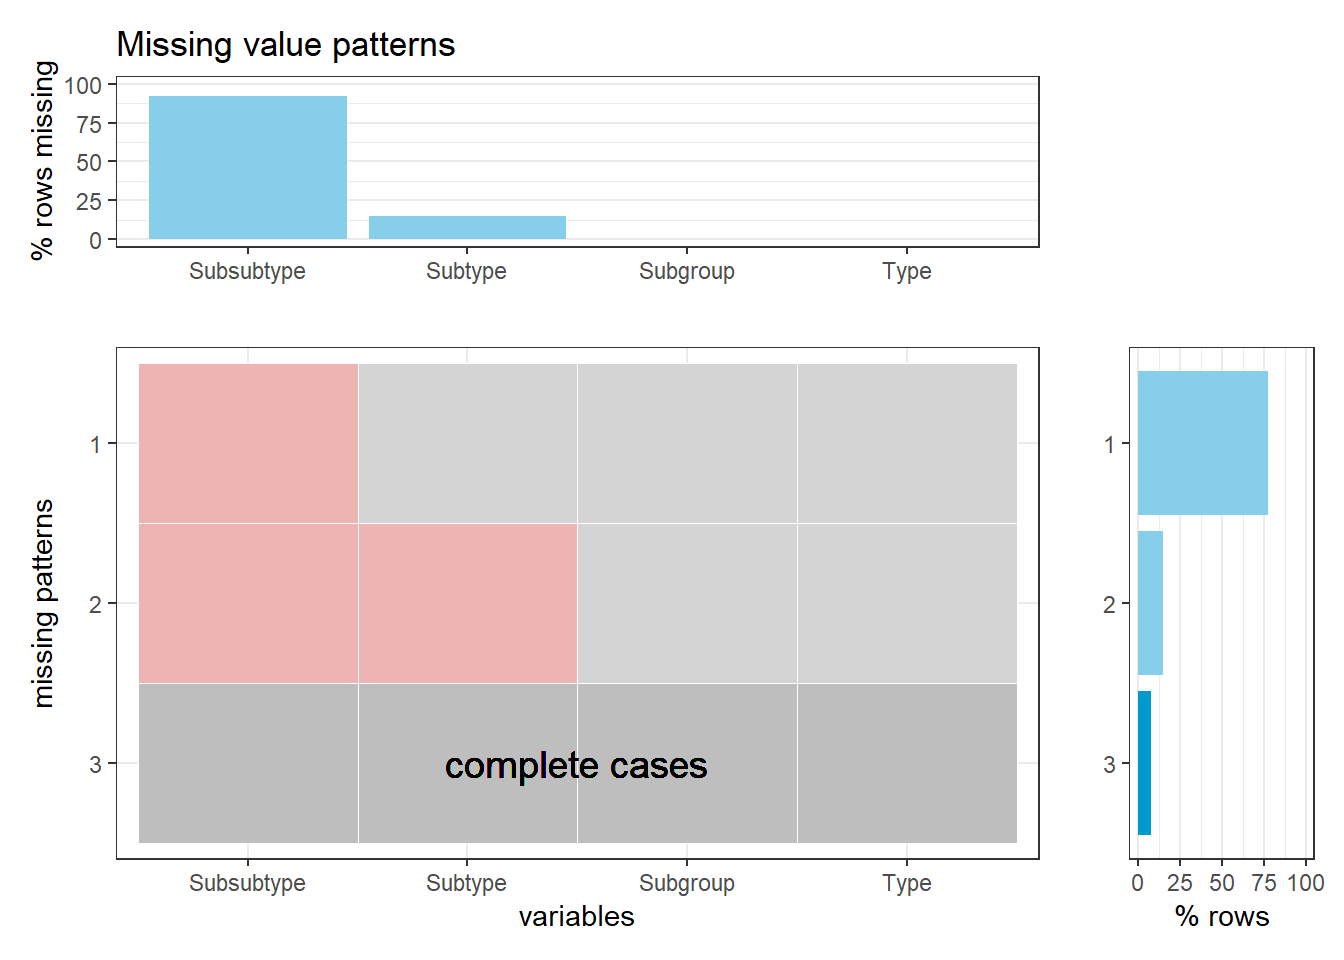 Missing value patterns
% rows missing
100
75
50
25
0
Subsubtype Subtype Subgroup Type
missing patterns
1
2
3
complete cases
Subsubtype Subtype Subgroup Type
variables
1
2
3
0 25 50 75 100
% rows